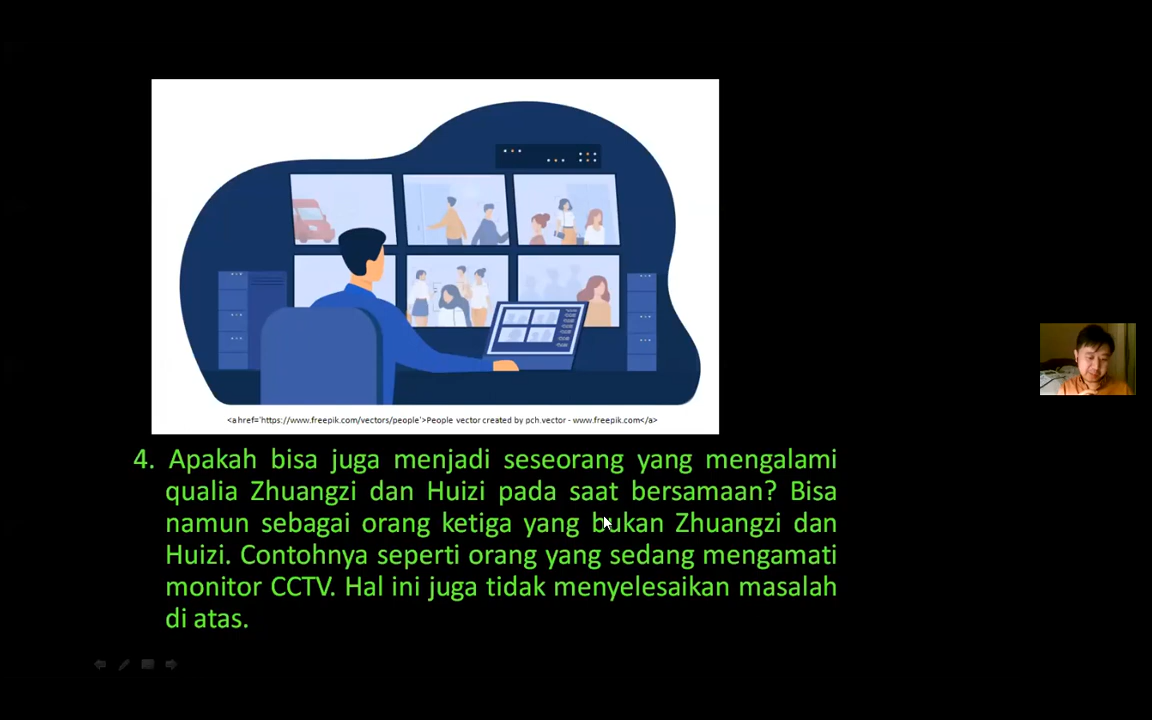 <a href='https://www.freepik.com/vectors/people'>People vector created by pch.vector - www.freepik.com</a>
4. Apakah bisa juga menjadi seseorang yang mengalami
qualia Zhuangzi dan Huizi pada saat bersamaan? Bisa
namun sebagai orang ketiga yang bukan Zhuangzi dan
Huizi. Contohnya seperti orang yang sedang mengamati
monitor CCTV. Hal ini juga tidak menyelesaikan masalah
di atas.